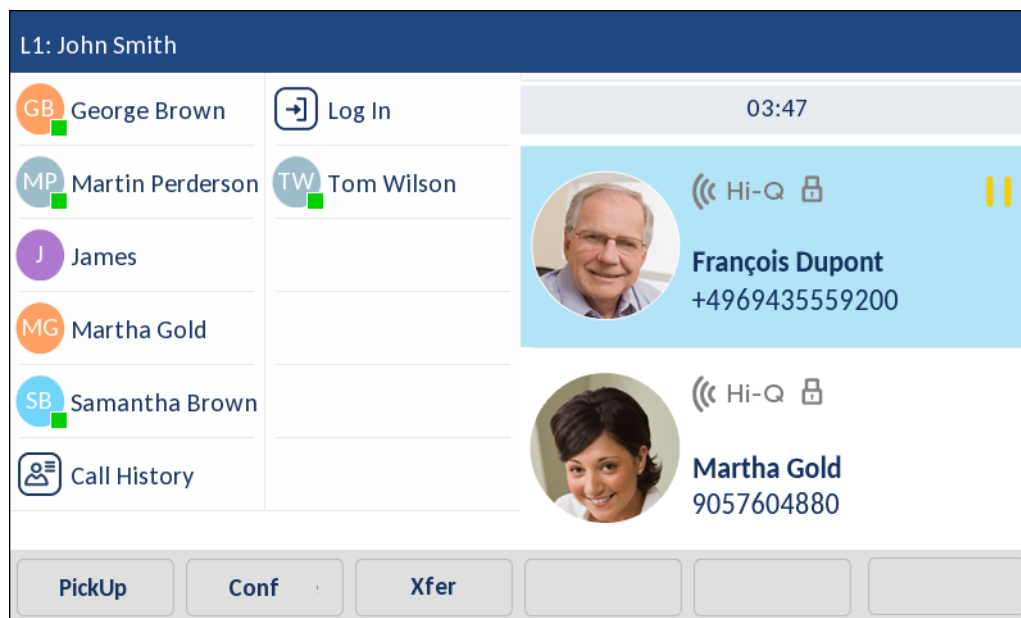 L1: John Smith
GB George Brown
MP Martin Perderson
J James
MG Martha Gold
SB Samantha Brown
Call History
Log In
TW Tom Wilson
03:47
Hi-Q
François Dupont
+4969435559200
Hi-Q
Martha Gold
9057604880
PickUp
Conf
Xfer